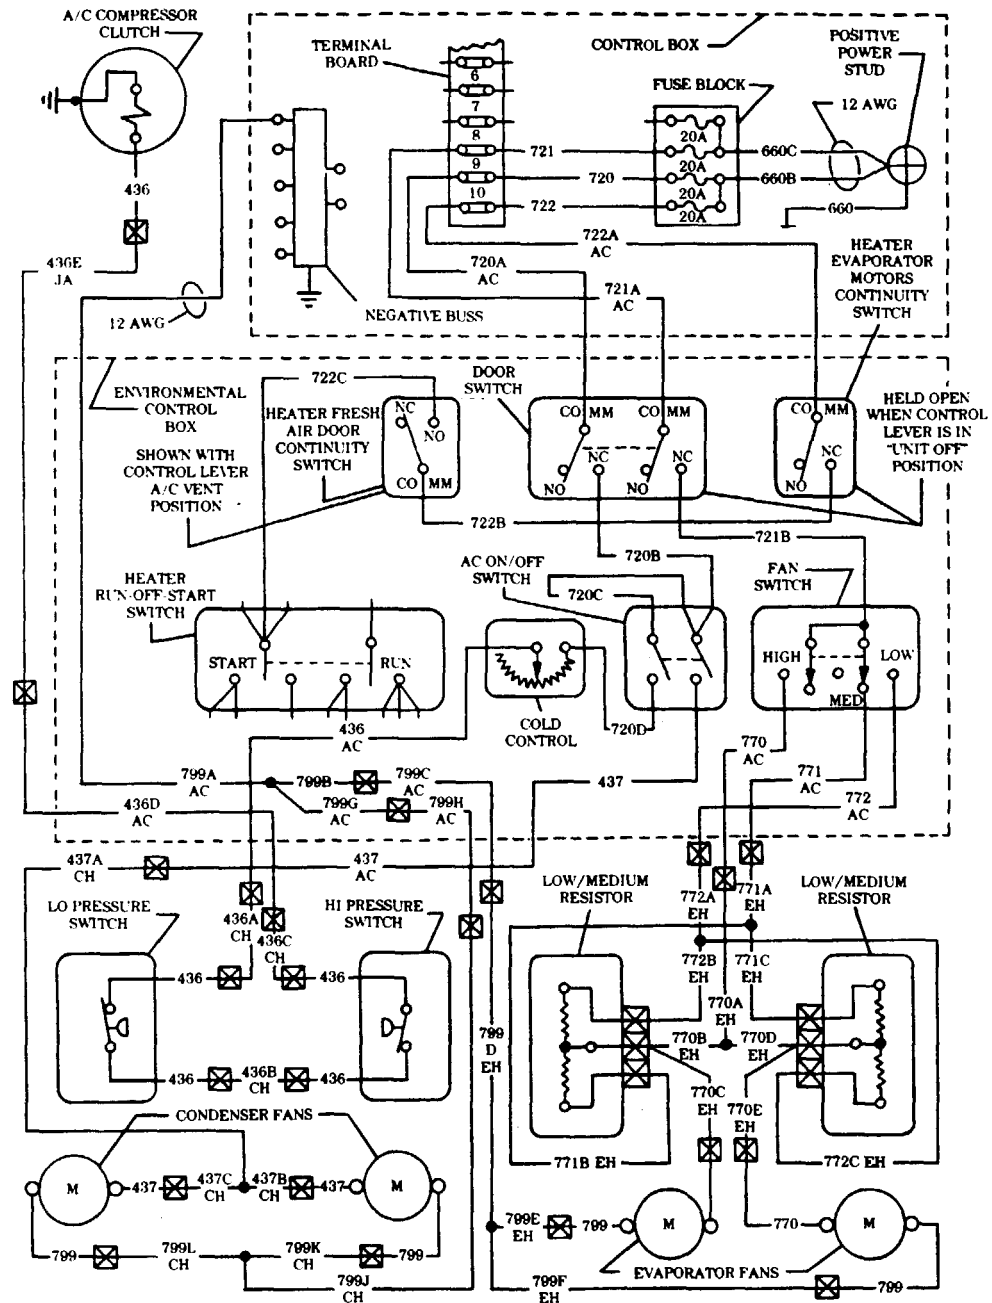 A/C COMPRESSOR
CLUTCH
TERMINAL
BOARD
CONTROL BOX
POSITIVE
POWER
STUD
FUSE BLOCK
12 AWG
6
7
8
9
10
20A
20A
20A
20A
721
720
722
660C
660B
660
436
436E
JA
12 AWG
NEGATIVE BUSS
722A
AC
720A
AC
721A
AC
HEATER
EVAPORATOR
MOTORS
CONTINUITY
SWITCH
ENVIRONMENTAL
CONTROL
BOX
722C
HEATER FRESH
AIR DOOR
CONTINUITY
SWITCH
NC
NO
COMM
DOOR
SWITCH
COMM
COMM
NC
NC
NO
NO
COMM
NC
NO
HELD OPEN
WHEN CONTROL
LEVER IS IN
"UNIT OFF"
POSITION
SHOWN WITH
CONTROL LEVER
A/C VENT
POSITION
722B
721B
720B
HEATER
RUN-OFF-START
SWITCH
START
RUN
AC ON/OFF
SWITCH
720C
FAN
SWITCH
HIGH
LOW
MED
COLD
CONTROL
720D
436
AC
770
AC
771
AC
772
AC
799A
AC
799B
799C
AC
437
799G
AC
799H
AC
436D
AC
437A
CH
437
AC
LO PRESSURE
SWITCH
436A
CH
436C
CH
HI PRESSURE
SWITCH
LOW/MEDIUM
RESISTOR
772A
EH
771A
EH
LOW/MEDIUM
RESISTOR
436
436
772B
EH
771C
EH
770A
EH
770B
EH
770D
EH
799
D
EH
436
436B
CH
436
770C
EH
770E
EH
CONDENSER FANS
771B EH
772C EH
M
437
437C
CH
437B
CH
437
M
799
799L
CH
799K
CH
799
799J
CH
799E
EH
799
M
770
M
EVAPORATOR FANS
799F
EH
799